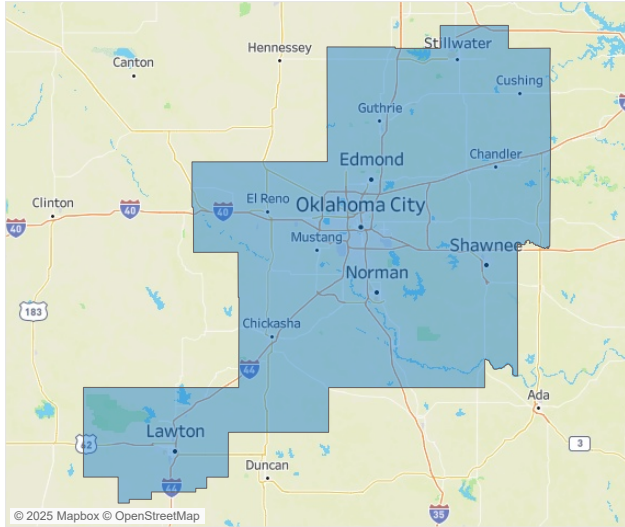 Stillwater
Hennessey
Canton
Cushing
Guthrie
Edmond
Chandler
Clinton
El Reno
Oklahoma City
40
40
40
40
Mustang
Shawnee
Norman
183
Chickasha
44
Ada
Lawton
62
3
Duncan
44
35
© 2025 Mapbox © OpenStreetMap